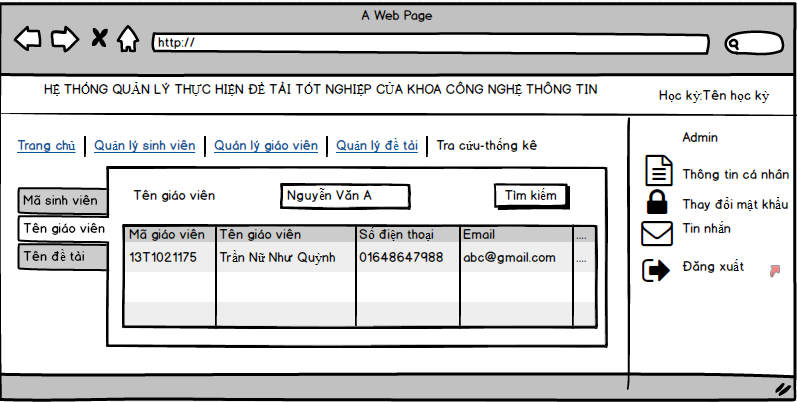 A Web Page
http://
HỆ THỐNG QUẢN LÝ THỰC HIỆN ĐỀ TÀI TỐT NGHIỆP CỦA KHOA CÔNG NGHỆ THÔNG TIN
Học kỳ:Tên học kỳ
Trang chủ Quản lý sinh viên Quản lý giáo viên Quản lý đề tài Tra cứu-thống kê
Admin
Thông tin cá nhân
Thay đổi mật khẩu
Tin nhắn
Đăng xuất
Mã sinh viên
Tên giáo viên
Tên đề tài
Tên giáo viên Nguyễn Văn A Tìm kiếm
Mã giáo viên Tên giáo viên Số điện thoại Email ....
13T1021175 Trần Nữ Như Quỳnh 01648647988 abc@gmail.com ....